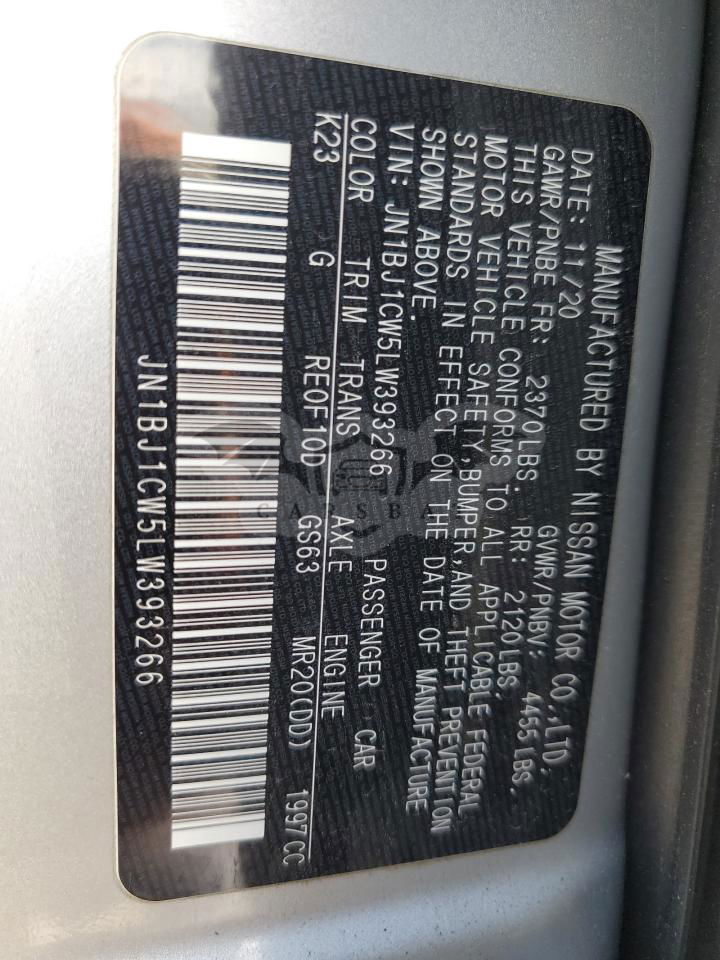 MANUFACTURED BY NISSAN MOTOR CO.,LTD.
DATE: 11/20 GVWR/PNBV: 4455LBS.
GAWR/PNBE FR: 2370LBS. RR: 2120LBS.
THIS VEHICLE CONFORMS TO ALL APPLICABLE FEDERAL
MOTOR VEHICLE SAFELY,BUMPER,AND THEFT PREVENTION
STANDARDS IN EFFECT ON THE DATE OF MANUFACTURE
SHOWN ABOVE.
VIN: JN1BJ1CW5LW393266 PASSENGER CAR
COLOR TRIM TRANS AXLE ENGINE
K23 G RE0F10D GS63 MR20(DD) 1997CC
JN1BJ1CW5LW393266